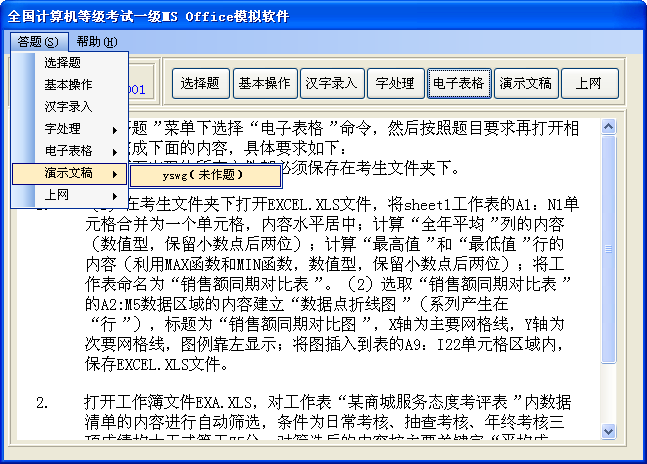 全国计算机等级考试一级MS Office模拟软件
答题(S) 帮助(H)
选择题
基本操作
汉字录入
字处理
电子表格
演示文稿
上网
yswg(未作题)
001
选择题 基本操作 汉字录入 字处理 电子表格 演示文稿 上网
题”菜单下选择“电子表格”命令，然后按照题目要求再打开相
成下面的内容，具体要求如下：
必须保存在考生文件夹下。
在考生文件夹下打开EXCEL.XLS文件，将sheet1工作表的A1：N1单
元格合并为一个单元格，内容水平居中；计算“全年平均”列的内容
（数值型，保留小数点后两位）；计算“最高值”和“最低值”行的
内容（利用MAX函数和MIN函数，数值型，保留小数点后两位）；将工
作表命名为“销售额同期对比表”。（2）选取“销售额同期对比表”
的A2:M5数据区域的内容建立“数据点折线图”（系列产生在
“行”），标题为“销售额同期对比图”，X轴为主要网格线，Y轴为
次要网格线，图例靠左显示；将图插入到表的A9：I22单元格区域内，
保存EXCEL.XLS文件。
2. 打开工作簿文件EXA.XLS，对工作表“某商城服务态度考评表”内数据
清单的内容进行自动筛选，条件为日常考核、抽查考核、年终考核三